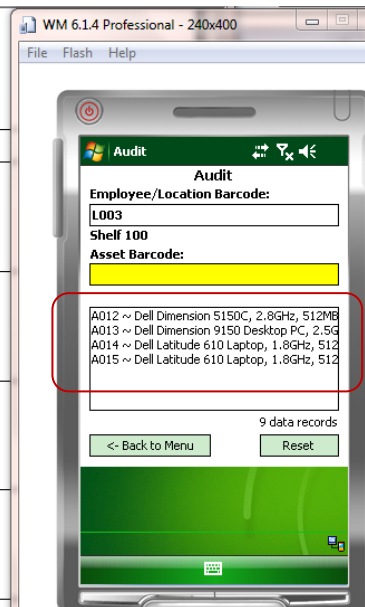 WM 6.1.4 Professional - 240x400
File Flash Help
Audit
Audit
Employee/Location Barcode:
L003
Shelf 100
Asset Barcode:
A012 ~ Dell Dimension 5150C, 2.8GHz, 512MB
A013 ~ Dell Dimension 9150 Desktop PC, 2.5G
A014 ~ Dell Latitude 610 Laptop, 1.8GHz, 512
A015 ~ Dell Latitude 610 Laptop, 1.8GHz, 512
9 data records
<- Back to Menu Reset